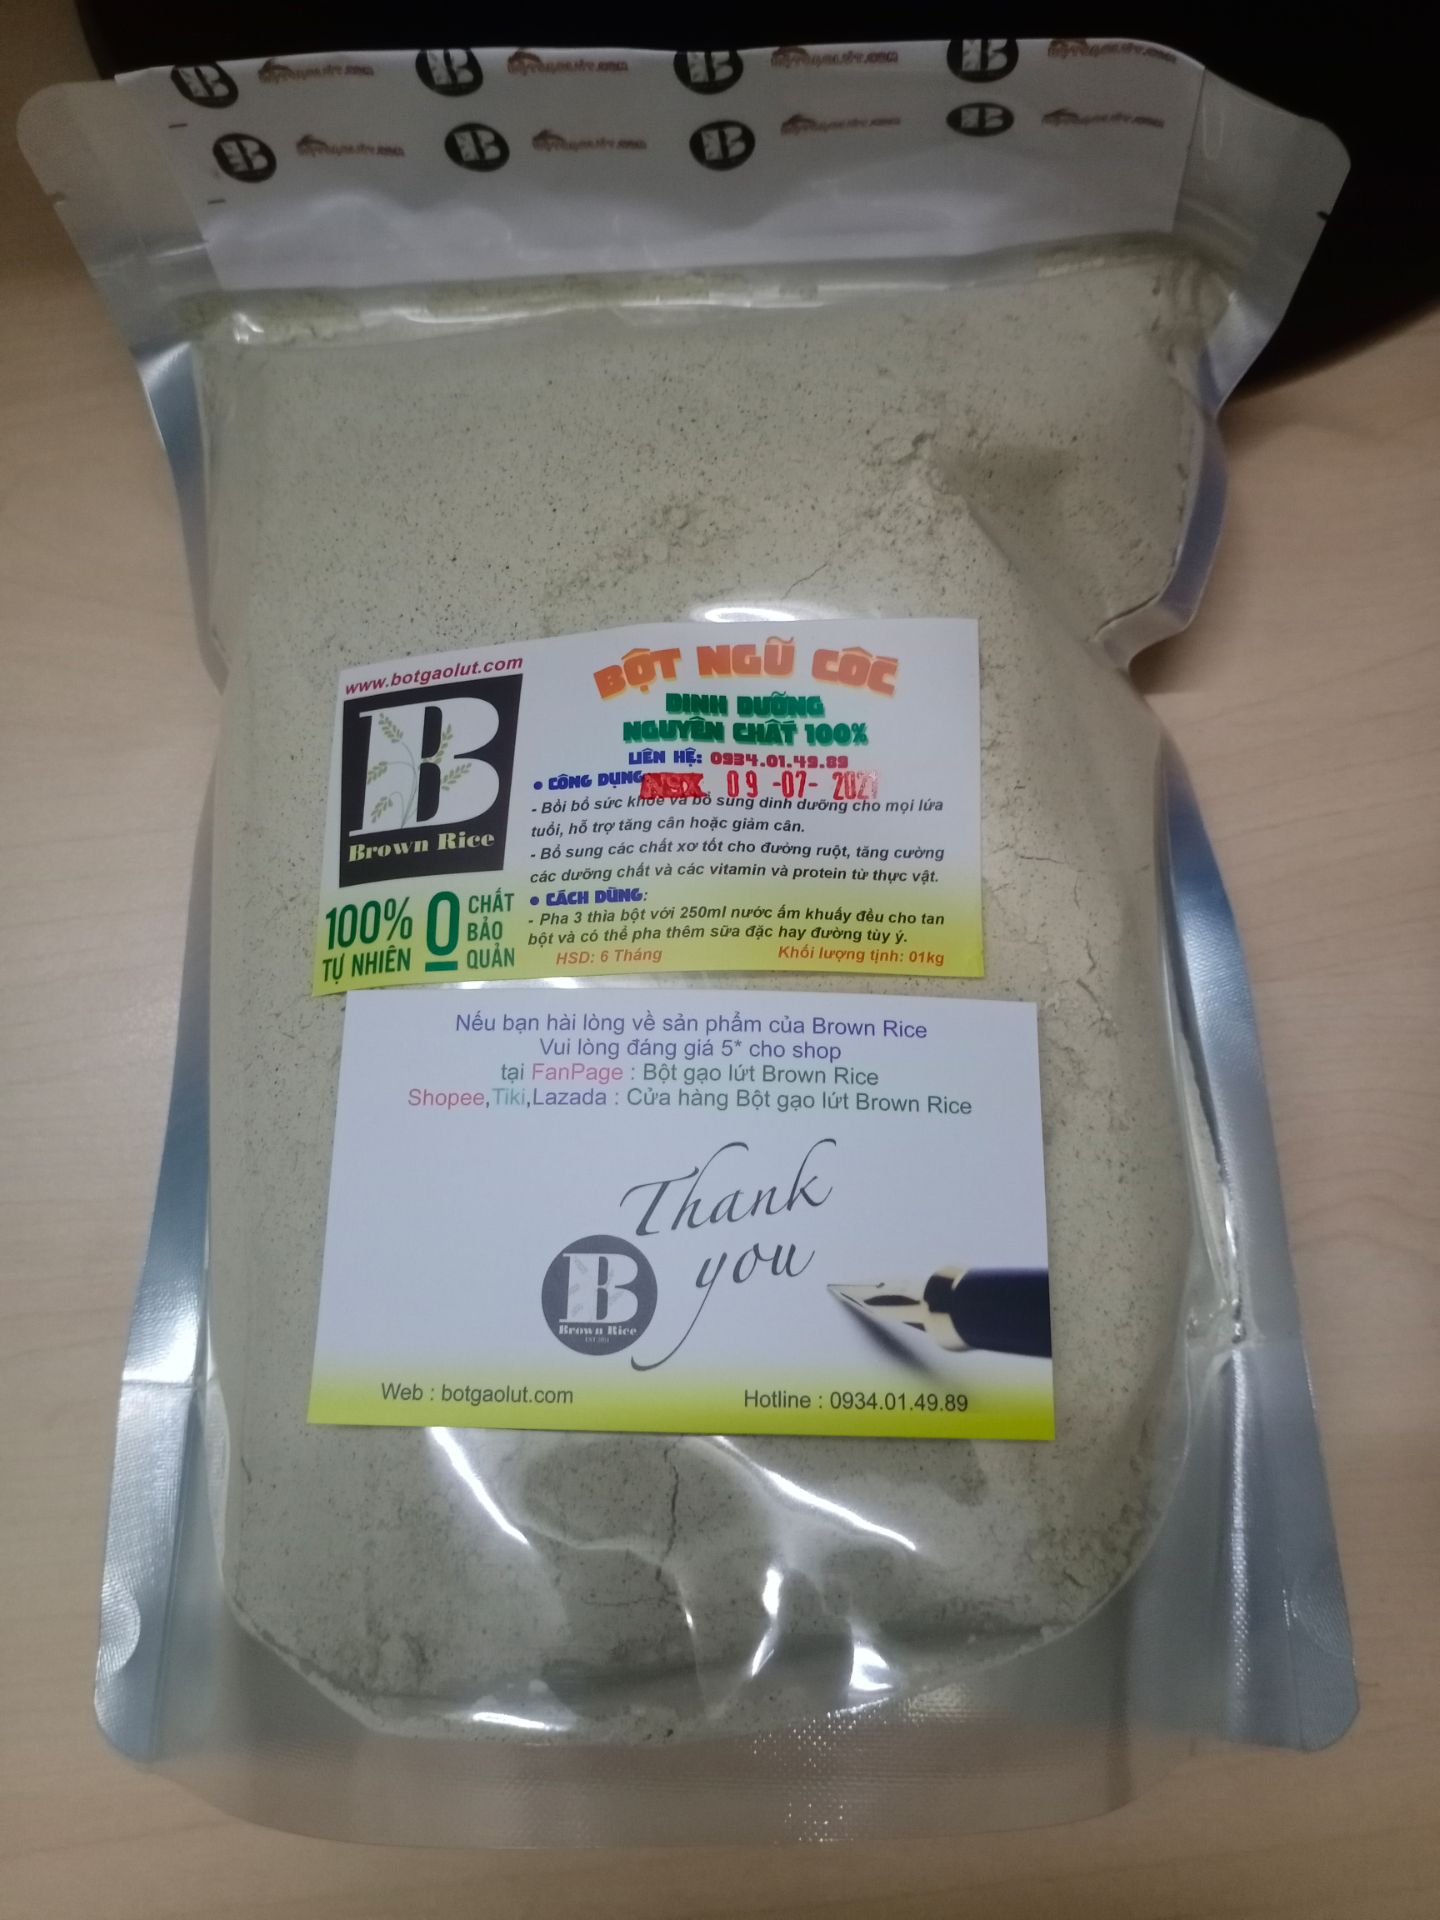 www.botgaolut.com
B
Brown Rice
100%
TỰ NHIÊN
0
CHẤT
BẢO
QUẢN
BỘT NGŨ CỐC
DINH DƯỠNG
NGUYÊN CHẤT 100%
LIÊN HỆ: 0934.01.49.89
• CÔNG DỤNG
NSX 09 -07- 2021
- Bồi bổ sức khỏe và bổ sung dinh dưỡng cho mọi lứa
tuổi, hỗ trợ tăng cân hoặc giảm cân.
- Bổ sung các chất xơ tốt cho đường ruột, tăng cường
các dưỡng chất và các vitamin và protein từ thực vật.
• CÁCH DÙNG:
- Pha 3 thìa bột với 250ml nước ấm khuấy đều cho tan
bột và có thể pha thêm sữa đặc hay đường tùy ý.
HSD: 6 Tháng Khối lượng tịnh: 01kg
Nếu bạn hài lòng về sản phẩm của Brown Rice
Vui lòng đáng giá 5* cho shop
tại FanPage : Bột gạo lứt Brown Rice
Shopee,Tiki,Lazada : Cửa hàng Bột gạo lứt Brown Rice
Thank
you
B
Brown Rice
Web : botgaolut.com Hotline : 0934.01.49.89